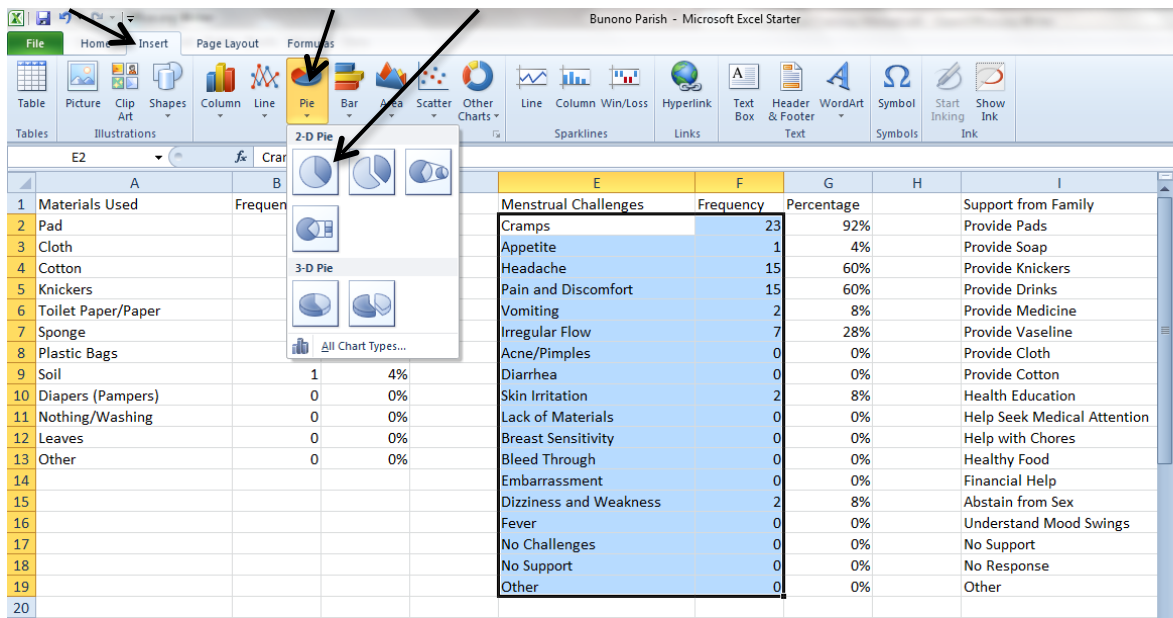 Bunono Parish - Microsoft Excel Starter
File Home Insert Page Layout Formulas
Table Picture Clip Art Shapes Column Line Pie Bar Area Scatter Other Charts Line Column Win/Loss Hyperlink Text Box Header & Footer WordArt Symbol Start Inking Show Ink
Tables Illustrations Sparklines Links Text Symbols Ink
2-D Pie
3-D Pie
All Chart Types...
E2 fx Cra
A B E F G H I
1 Materials Used Frequen Menstrual Challenges Frequency Percentage Support from Family
2 Pad Cramps 23 92% Provide Pads
3 Cloth Appetite 1 4% Provide Soap
4 Cotton Headache 15 60% Provide Knickers
5 Knickers Pain and Discomfort 15 60% Provide Drinks
6 Toilet Paper/Paper Vomiting 2 8% Provide Medicine
7 Sponge Irregular Flow 7 28% Provide Vaseline
8 Plastic Bags Acne/Pimples 0 0% Provide Cloth
9 Soil 1 4% Diarrhea 0 0% Provide Cotton
10 Diapers (Pampers) 0 0% Skin Irritation 2 8% Health Education
11 Nothing/Washing 0 0% Lack of Materials 0 0% Help Seek Medical Attention
12 Leaves 0 0% Breast Sensitivity 0 0% Help with Chores
13 Other 0 0% Bleed Through 0 0% Healthy Food
14 Embarrassment 0 0% Financial Help
15 Dizziness and Weakness 2 8% Abstain from Sex
16 Fever 0 0% Understand Mood Swings
17 No Challenges 0 0% No Support
18 No Support 0 0% No Response
19 Other 0 0% Other
20